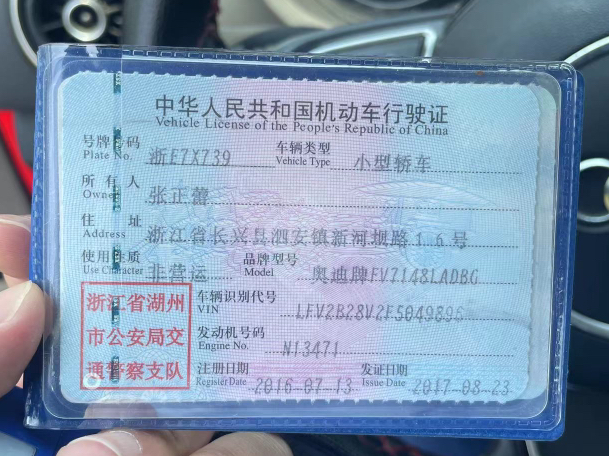 中华人民共和国机动车行驶证
Vehicle License of the People's Republic of China
号牌号码 浙E7X739 车辆类型 小型轿车
Plate No. Vehicle Type
所有人 张正蕾
Owner
住址 浙江省长兴县泗安镇新河坝路16号
Address
使用性质 非营运 品牌型号 奥迪牌FV7148LADBG
Use Character Model
浙江省湖州
市公安局交
通警察支队
车辆识别代号 LFV2B28V2F5049896
VIN
发动机号码 N13471
Engine No.
注册日期 2016-07-13 发证日期 2017-08-23
Register Date Issue Date